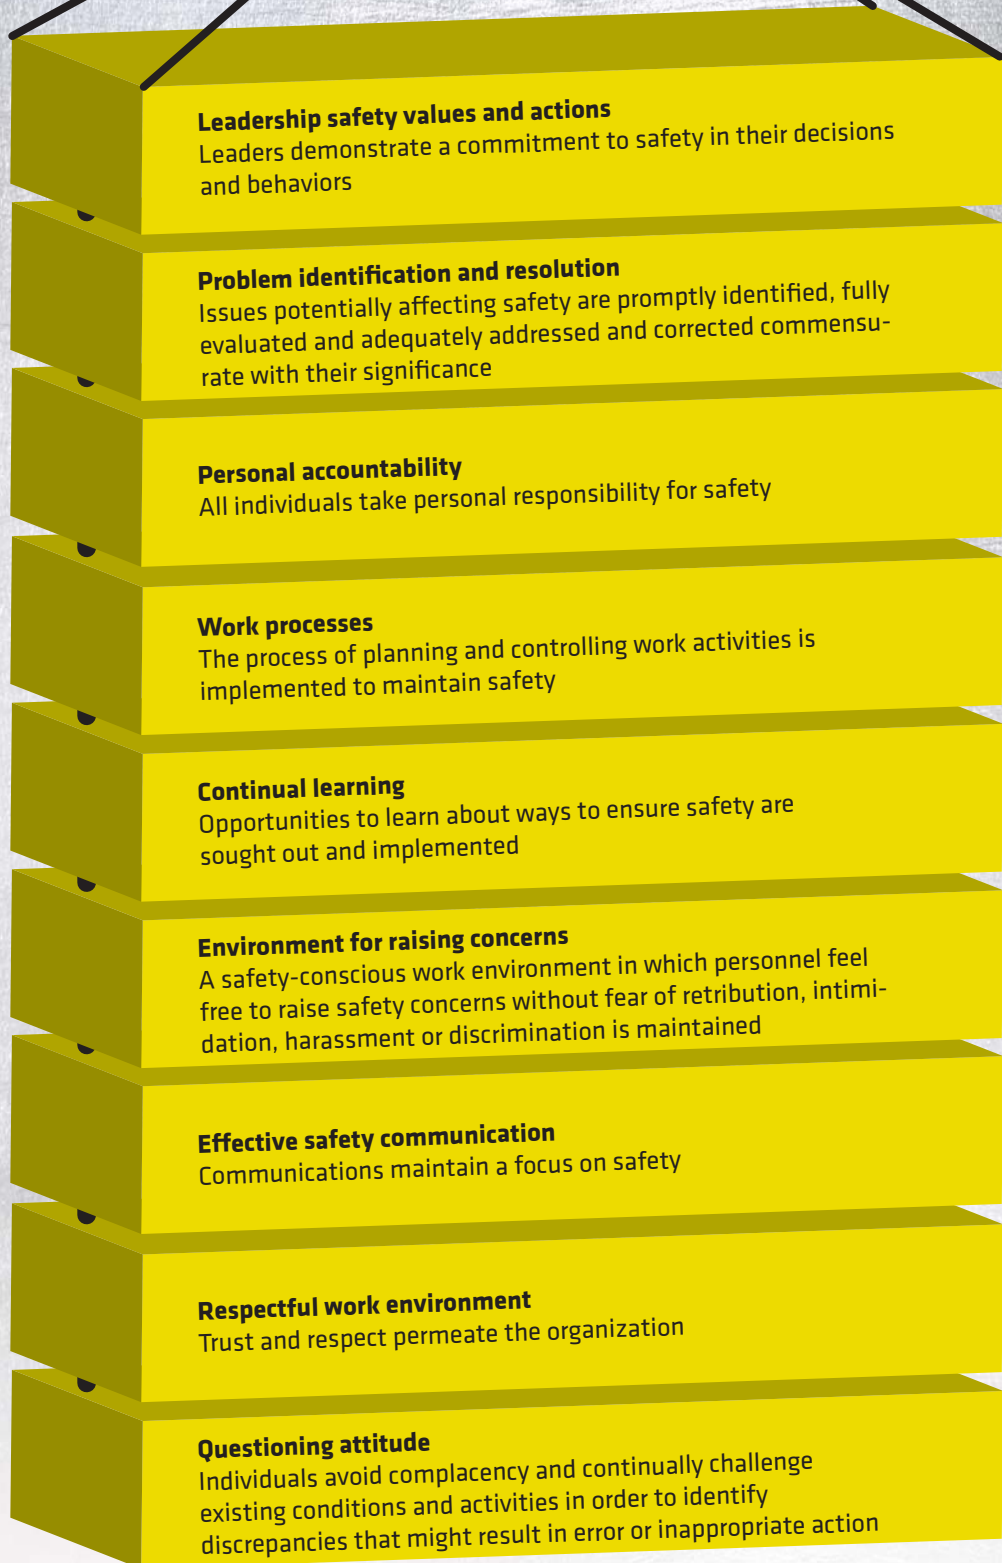 Leadership safety values and actions
Leaders demonstrate a commitment to safety in their decisions
and behaviors
Problem identification and resolution
Issues potentially affecting safety are promptly identified, fully
evaluated and adequately addressed and corrected commensu-
rate with their significance
Personal accountability
All individuals take personal responsibility for safety
Work processes
The process of planning and controlling work activities is
implemented to maintain safety
Continual learning
Opportunities to learn about ways to ensure safety are
sought out and implemented
Environment for raising concerns
A safety-conscious work environment in which personnel feel
free to raise safety concerns without fear of retribution, intimi-
dation, harassment or discrimination is maintained
Effective safety communication
Communications maintain a focus on safety
Respectful work environment
Trust and respect permeate the organization
Questioning attitude
Individuals avoid complacency and continually challenge
existing conditions and activities in order to identify
discrepancies that might result in error or inappropriate action